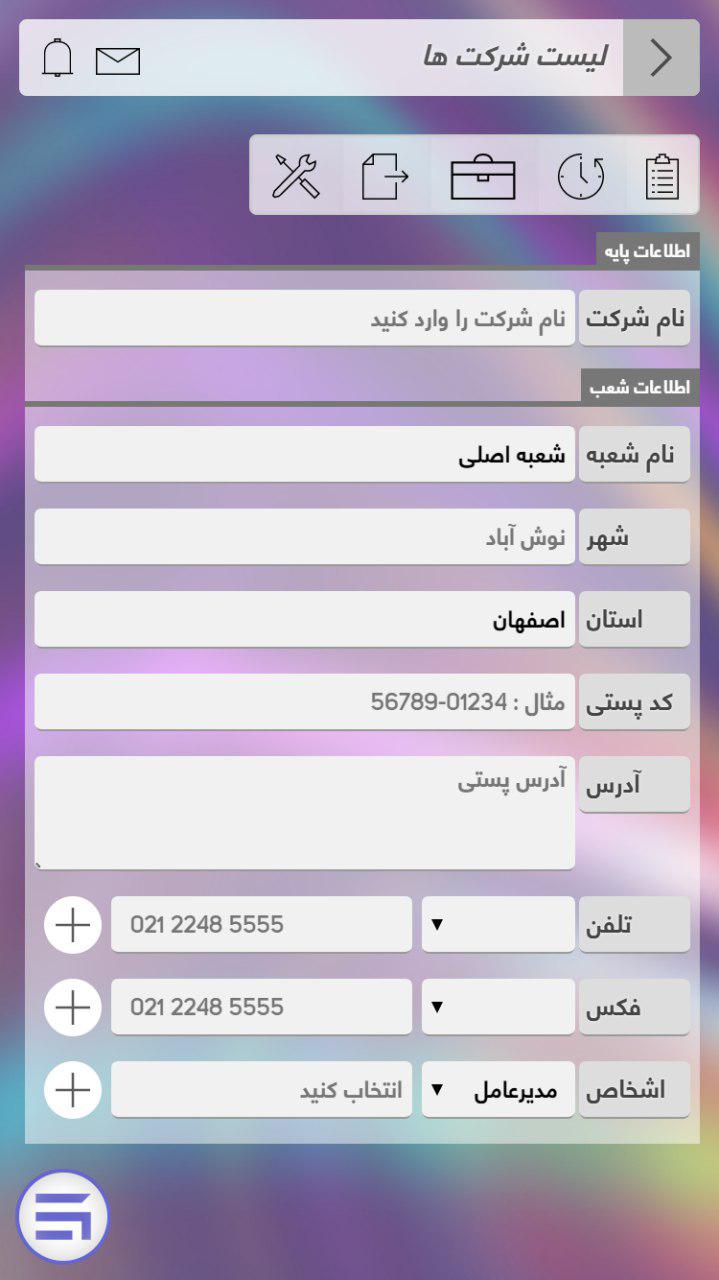 لیست شرکت ها
اطلاعات پایه
نام شرکت
نام شرکت را وارد کنید
اطلاعات شعب
نام شعبه
شعبه اصلی
شهر
نوش آباد
استان
اصفهان
کد پستی
مثال : 01234-56789
آدرس
آدرس پستی
تلفن
021 2248 5555
فکس
021 2248 5555
اشخاص
مدیرعامل
انتخاب کنید